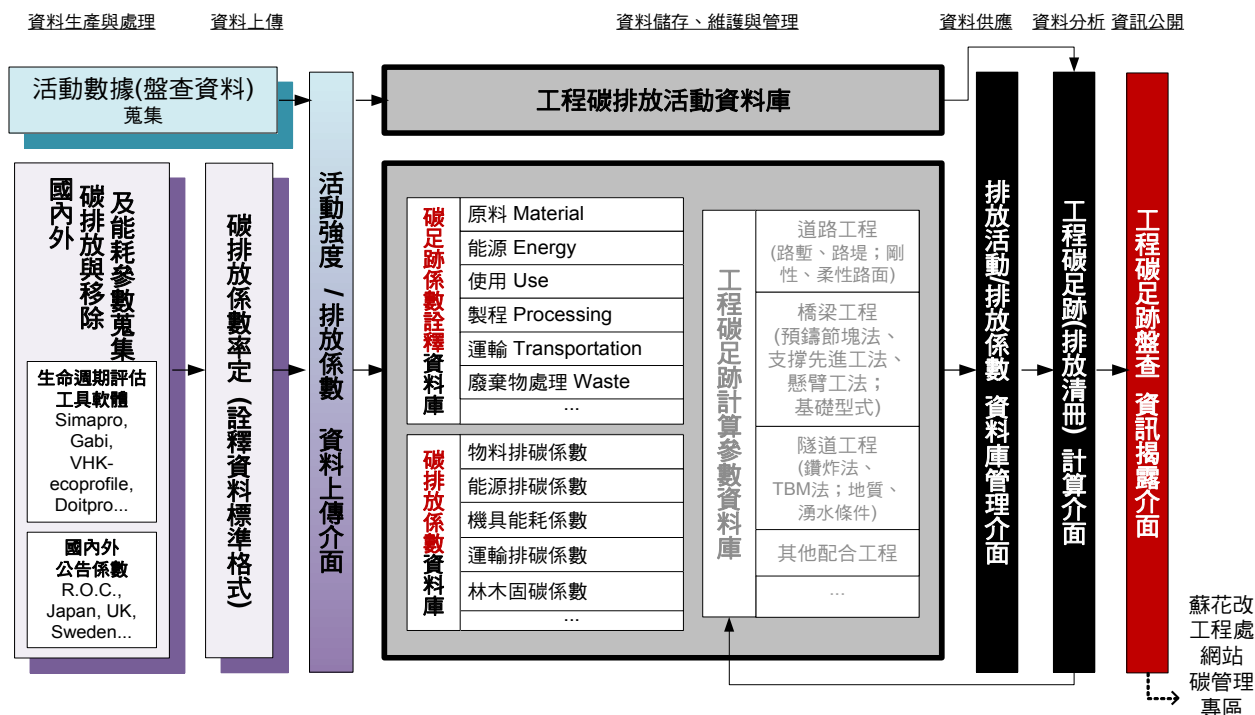 資料生產與處理
資料上傳
資料儲存、維護與管理
資料供應
資料分析
資訊公開
活動數據(盤查資料)
蒐集
國內外
碳排放與移除
及能耗參數蒐集
生命週期評估
工具軟體
Simapro,
Gabi,
VHK-
ecoprofile,
Doitpro...
國內外
公告係數
R.O.C.,
Japan, UK,
Sweden...
碳排放係數率定 (詮釋資料標準格式)
活動強度 /排放係數 資料上傳介面
工程碳排放活動資料庫
碳足跡係數詮釋資料庫
原料 Material
能源 Energy
使用 Use
製程 Processing
運輸 Transportation
廢棄物處理 Waste
...
碳排放係數資料庫
物料排碳係數
能源排碳係數
機具能耗係數
運輸排碳係數
林木固碳係數
...
工程碳足跡計算參數資料庫
道路工程
(路塹、路堤；剛
性、柔性路面)
橋梁工程
(預鑄節塊法、
支撐先進工法、
懸臂工法；
基礎型式)
隧道工程
(鑽炸法、
TBM法；地質、
湧水條件)
其他配合工程
...
排放活動/排放係數 資料庫管理介面
工程碳足跡(排放清冊) 計算介面
工程碳足跡盤查 資訊揭露介面
蘇花改
工程處
網站
碳管理
專區